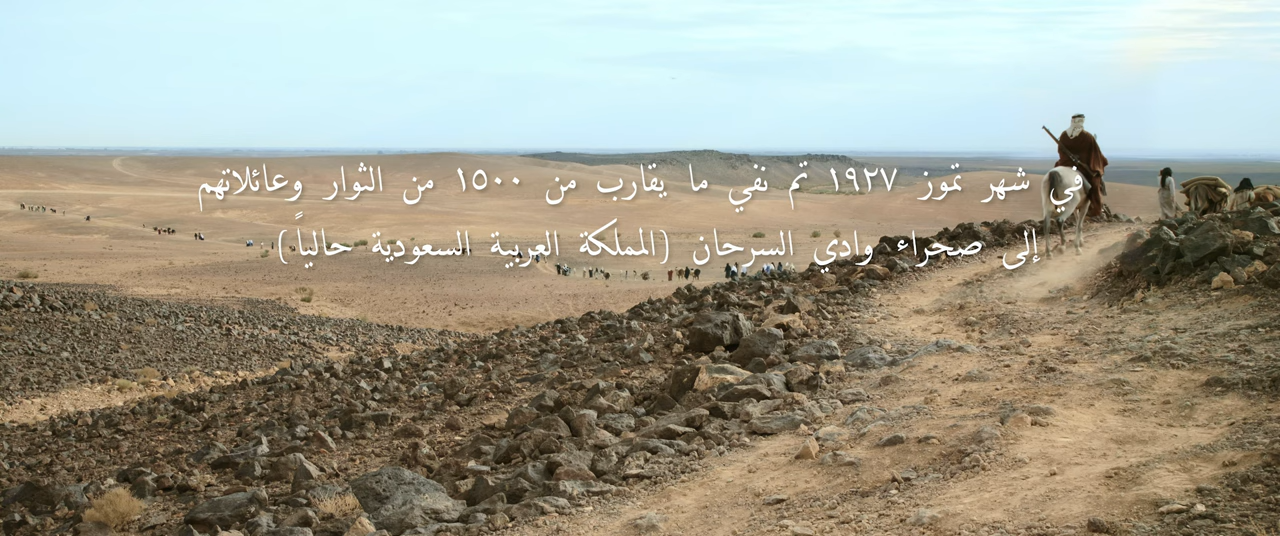 في شهر تموز ١٩٢٧ تم نفي ما يقارب من ١٥٠٠ من الثوار وعائلاتهم
إلى صحراء وادي السرحان (المملكة العربية السعودية حالياً)